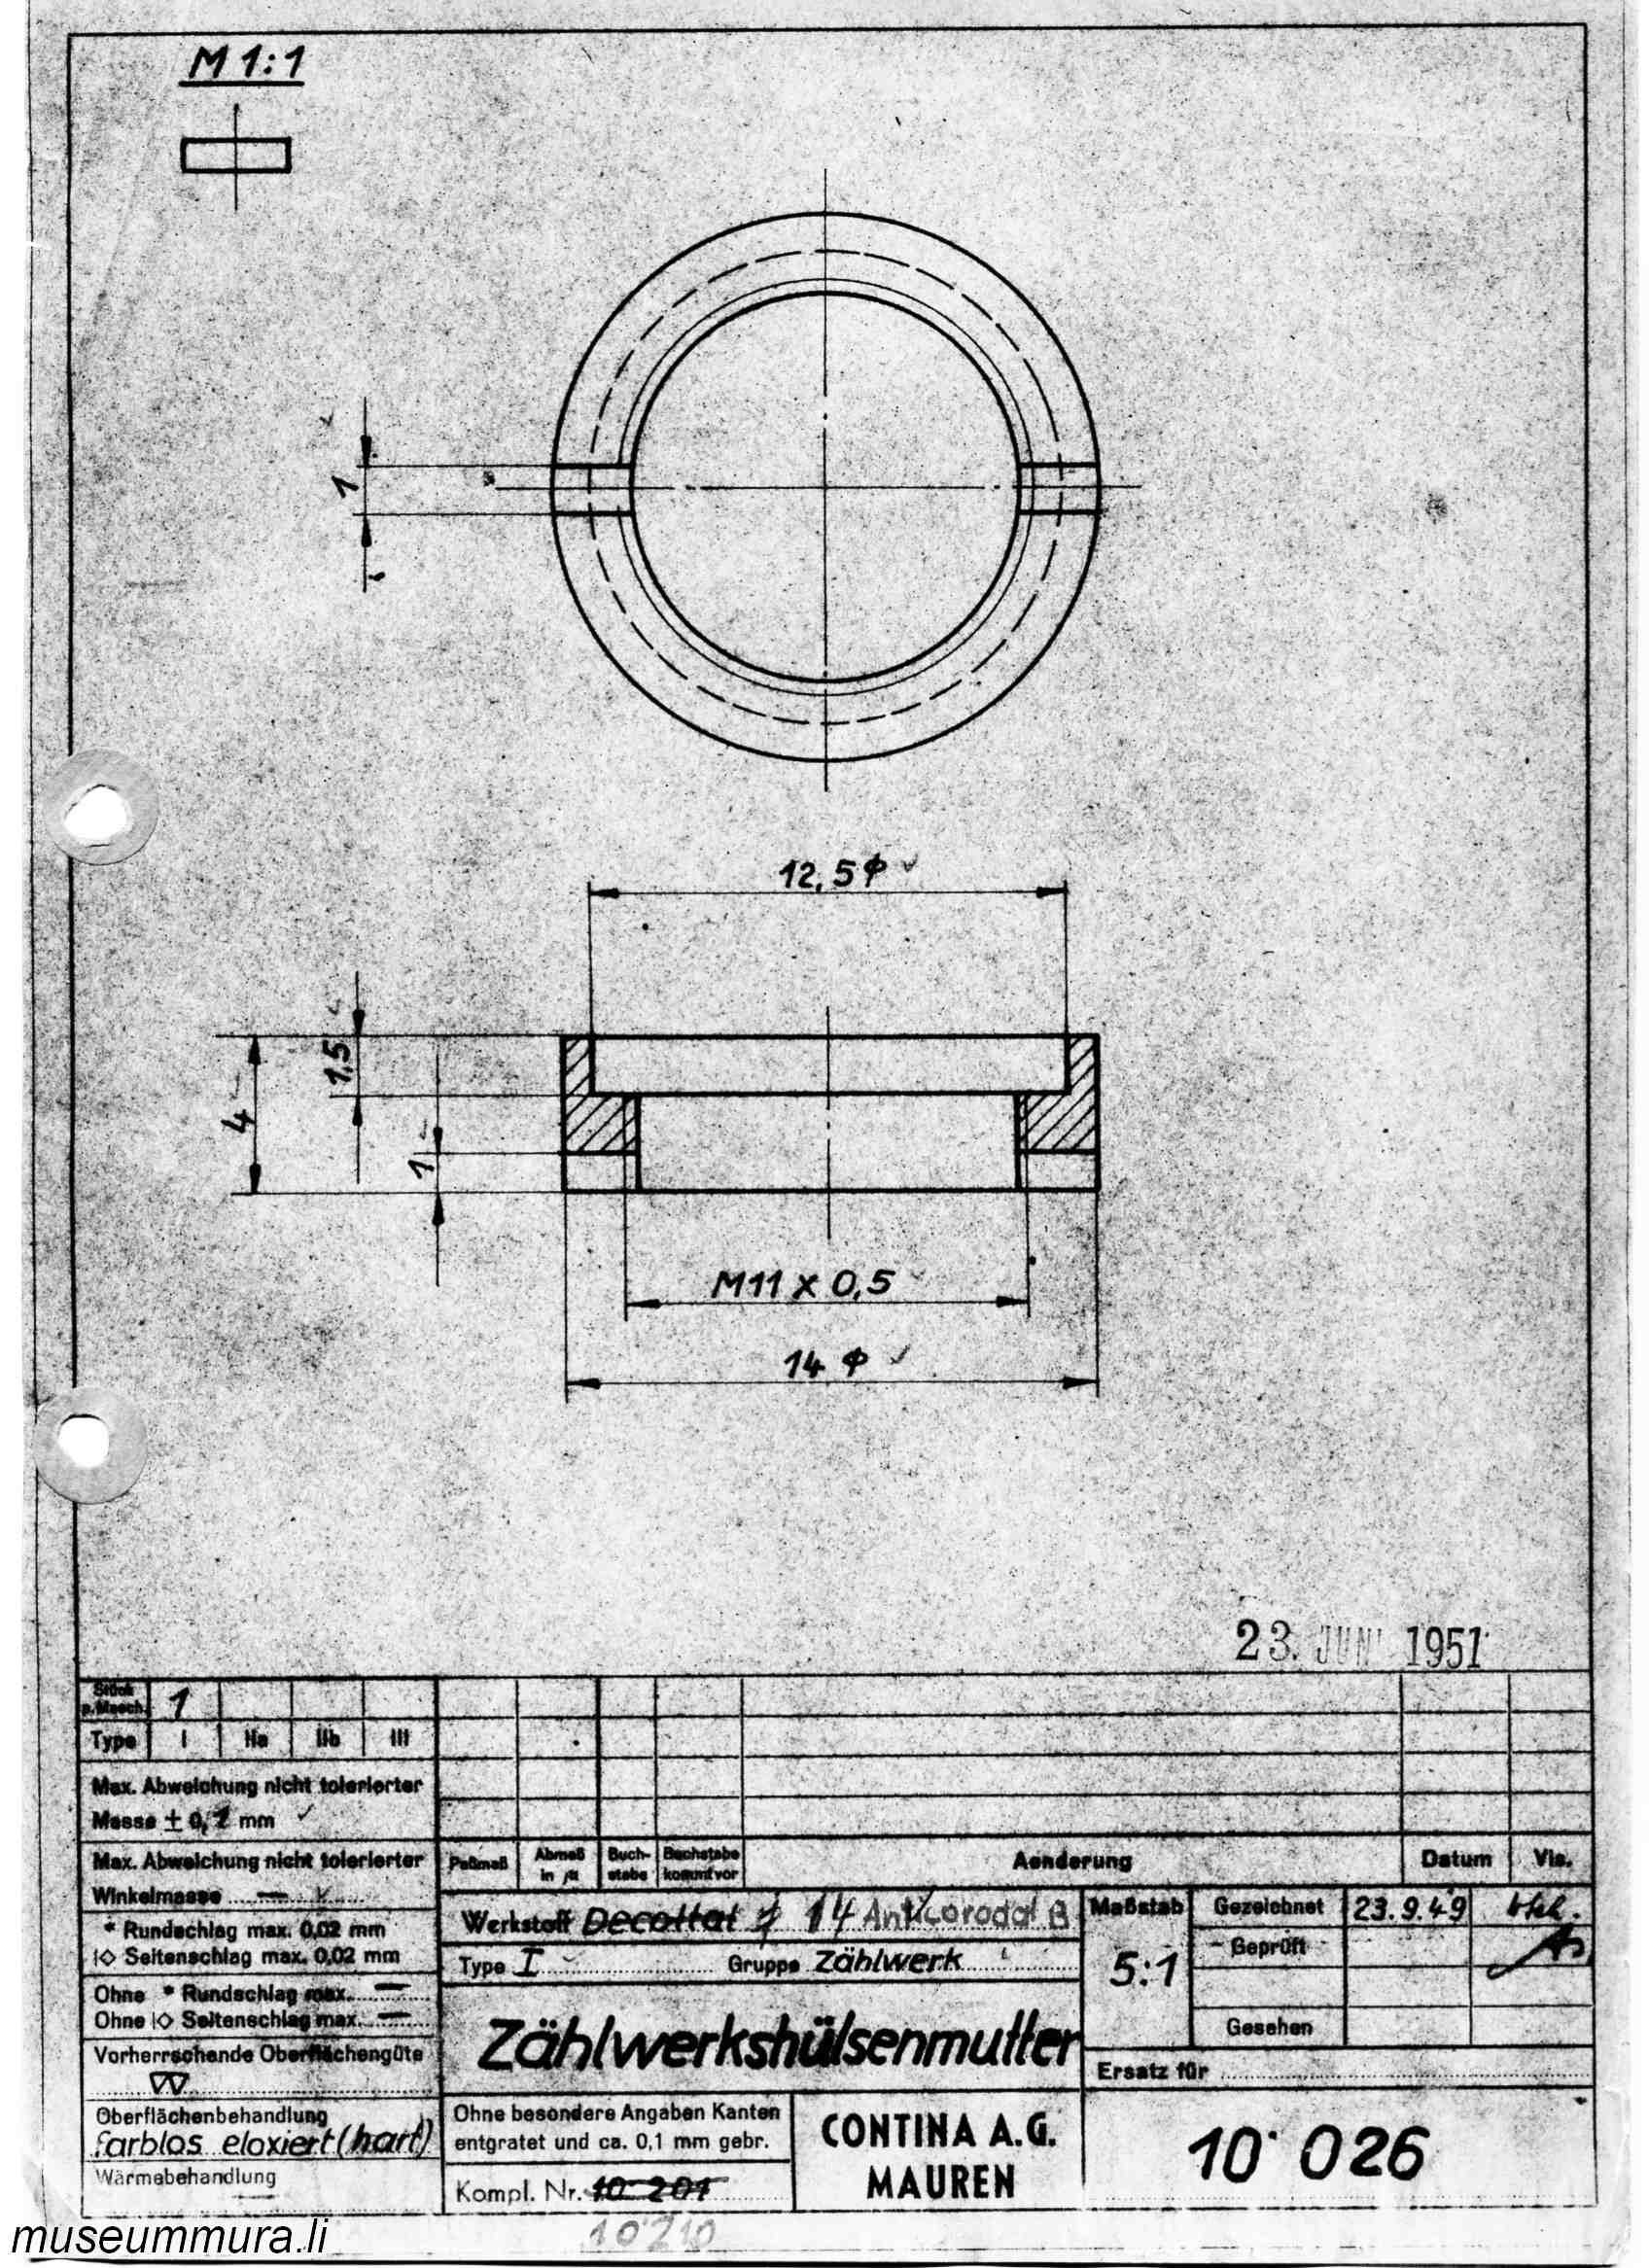 M 1:1
1
12,5 ϕ
1,5
4
1
M11 x 0,5
14 ϕ
23. JUNI 1951
Stück p. Masch. 1
Type I IIa IIb III
Max. Abweichung nicht tolerierter
Masse ± 0,1 mm
Max. Abweichung nicht tolerierter
Winkelmasse —
* Rundschlag max. 0,02 mm
Seitenschlag max. 0,02 mm
Ohne * Rundschlag max. —
Ohne Seitenschlag max. —
Vorherrschende Oberflächengüte
▽▽
Oberflächenbehandlung
farblos eloxiert (hart)
Wärmebehandlung
Paßmaß Abmaß in µ Buch-stabe Buchstabe kommt vor Aenderung Datum Vis.
Werkstoff 14 Anticorodal B
Type I Gruppe Zählwerk
Zählwerkshülsenmutter
Ohne besondere Angaben Kanten
entgratet und ca. 0,1 mm gebr.
Kompl. Nr. 10 201
10210
CONTINA A.G.
MAUREN
Maßstab
5:1
Gezeichnet 23.9.49
Geprüft
Gesehen
Ersatz für
10 026
museummura.li